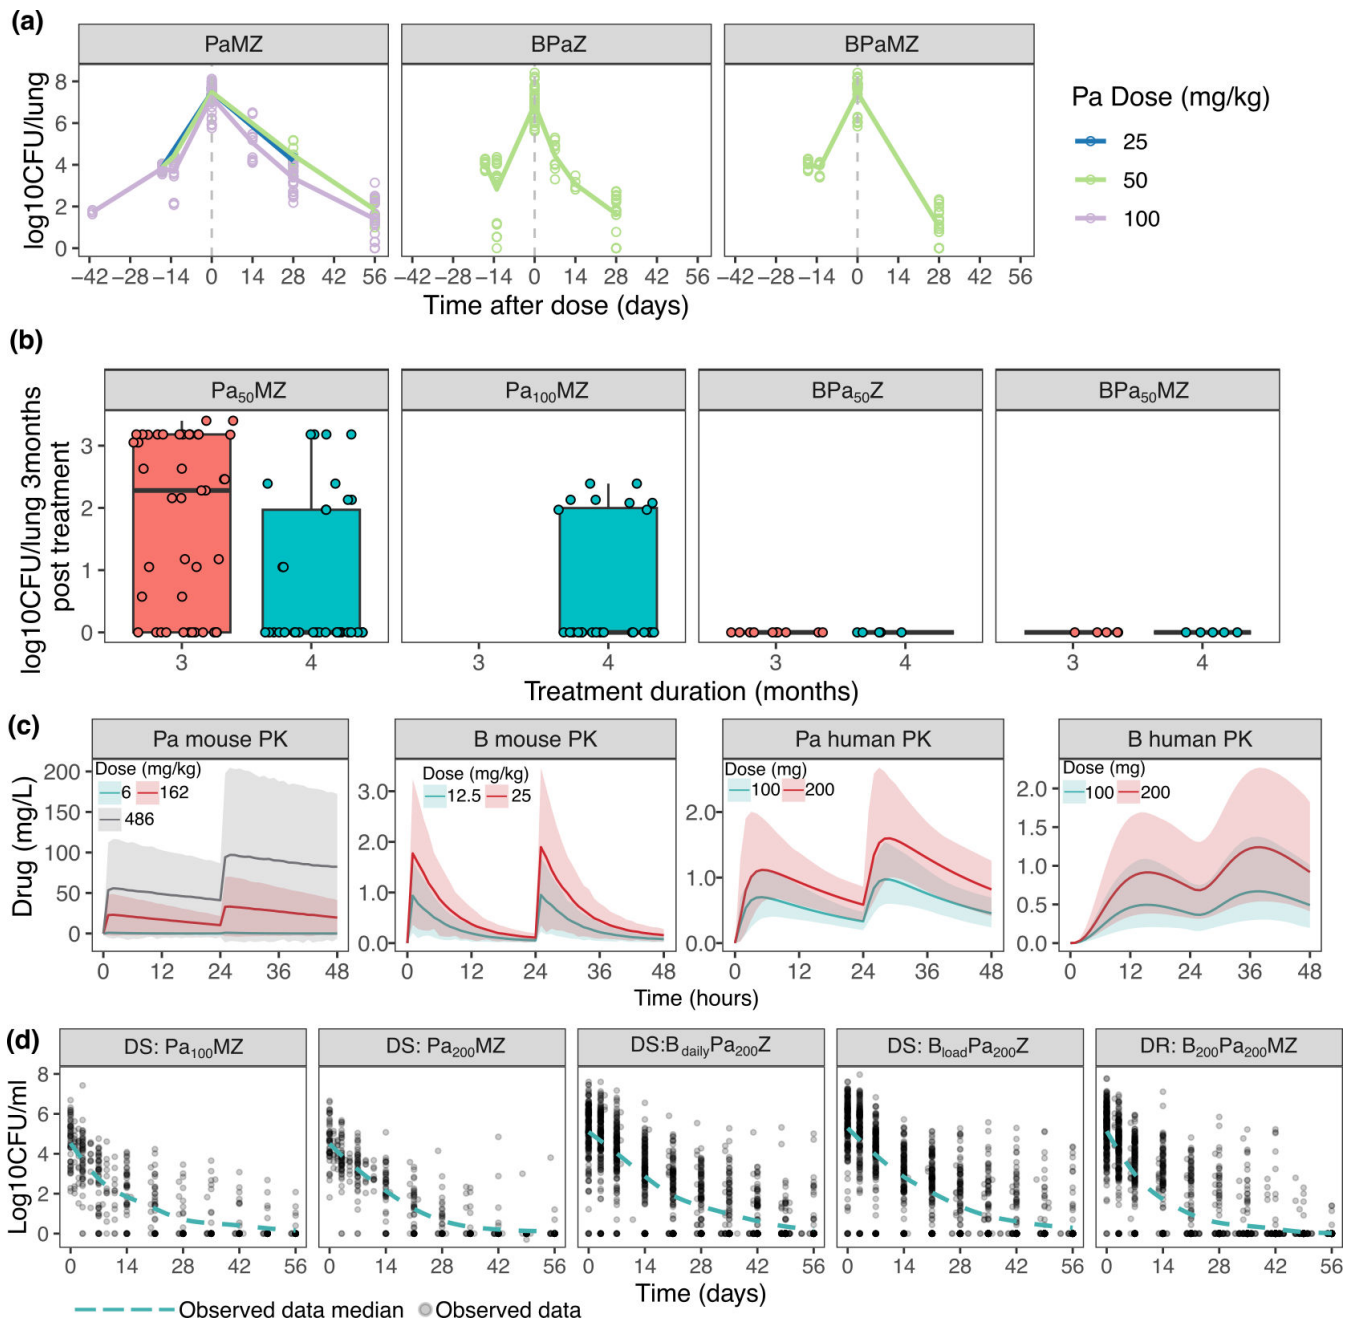 (a)
PaMZ
BPaZ
BPaMZ
log10CFU/lung
8
6
4
2
0
−42 −28 −14 0 14 28 42 56
−42 −28 −14 0 14 28 42 56
−42 −28 −14 0 14 28 42 56
Time after dose (days)
Pa Dose (mg/kg)
25
50
100
(b)
Pa50MZ
Pa100MZ
BPa50Z
BPa50MZ
log10CFU/lung 3months
post treatment
3
2
1
0
3 4
3 4
3 4
3 4
Treatment duration (months)
(c)
Pa mouse PK
B mouse PK
Pa human PK
B human PK
Drug (mg/L)
Dose (mg/kg)
6 162
486
200
150
100
50
0
0 12 24 36 48
Dose (mg/kg)
12.5 25
3.0
2.0
1.0
0.0
0 12 24 36 48
Dose (mg)
100 200
2.0
1.0
0.0
0 12 24 36 48
Dose (mg)
100 200
2.0
1.5
1.0
0.5
0.0
0 12 24 36 48
Time (hours)
(d)
DS: Pa100MZ
DS: Pa200MZ
DS:BdailyPa200Z
DS: BloadPa200Z
DR: B200Pa200MZ
Log10CFU/ml
8
6
4
2
0
0 14 28 42 56
0 14 28 42 56
0 14 28 42 56
0 14 28 42 56
0 14 28 42 56
Time (days)
Observed data median
Observed data